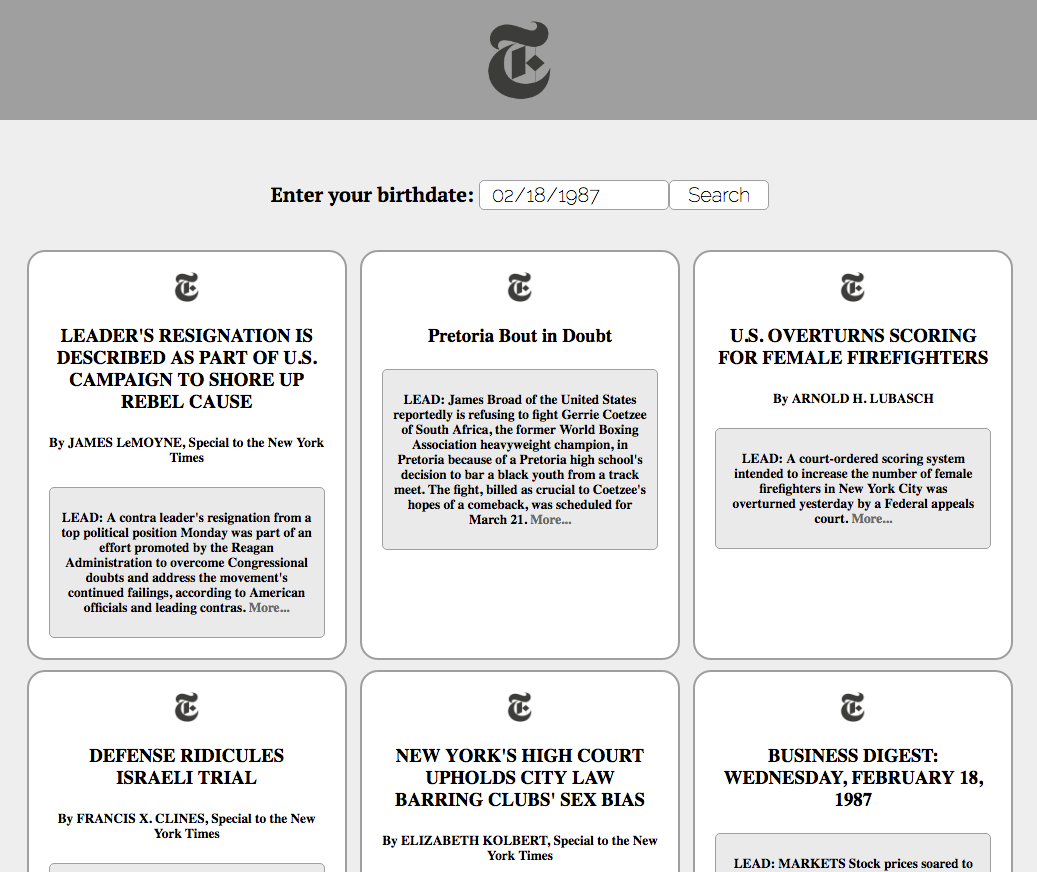 Enter your birthdate: 02/18/1987 Search
LEADER'S RESIGNATION IS
DESCRIBED AS PART OF U.S.
CAMPAIGN TO SHORE UP
REBEL CAUSE
By JAMES LeMOYNE, Special to the New York
Times
LEAD: A contra leader's resignation from a
top political position Monday was part of an
effort promoted by the Reagan
Administration to overcome Congressional
doubts and address the movement's
continued failings, according to American
officials and leading contras. More...
Pretoria Bout in Doubt
LEAD: James Broad of the United States
reportedly is refusing to fight Gerrie Coetzee
of South Africa, the former World Boxing
Association heavyweight champion, in
Pretoria because of a Pretoria high school's
decision to bar a black youth from a track
meet. The fight, billed as crucial to Coetzee's
hopes of a comeback, was scheduled for
March 21. More...
U.S. OVERTURNS SCORING
FOR FEMALE FIREFIGHTERS
By ARNOLD H. LUBASCH
LEAD: A court-ordered scoring system
intended to increase the number of female
firefighters in New York City was
overturned yesterday by a Federal appeals
court. More...
DEFENSE RIDICULES
ISRAELI TRIAL
By FRANCIS X. CLINES, Special to the New
York Times
NEW YORK'S HIGH COURT
UPHOLDS CITY LAW
BARRING CLUBS' SEX BIAS
By ELIZABETH KOLBERT, Special to the New
York Times
BUSINESS DIGEST:
WEDNESDAY, FEBRUARY 18,
1987
LEAD: MARKETS Stock prices soared to